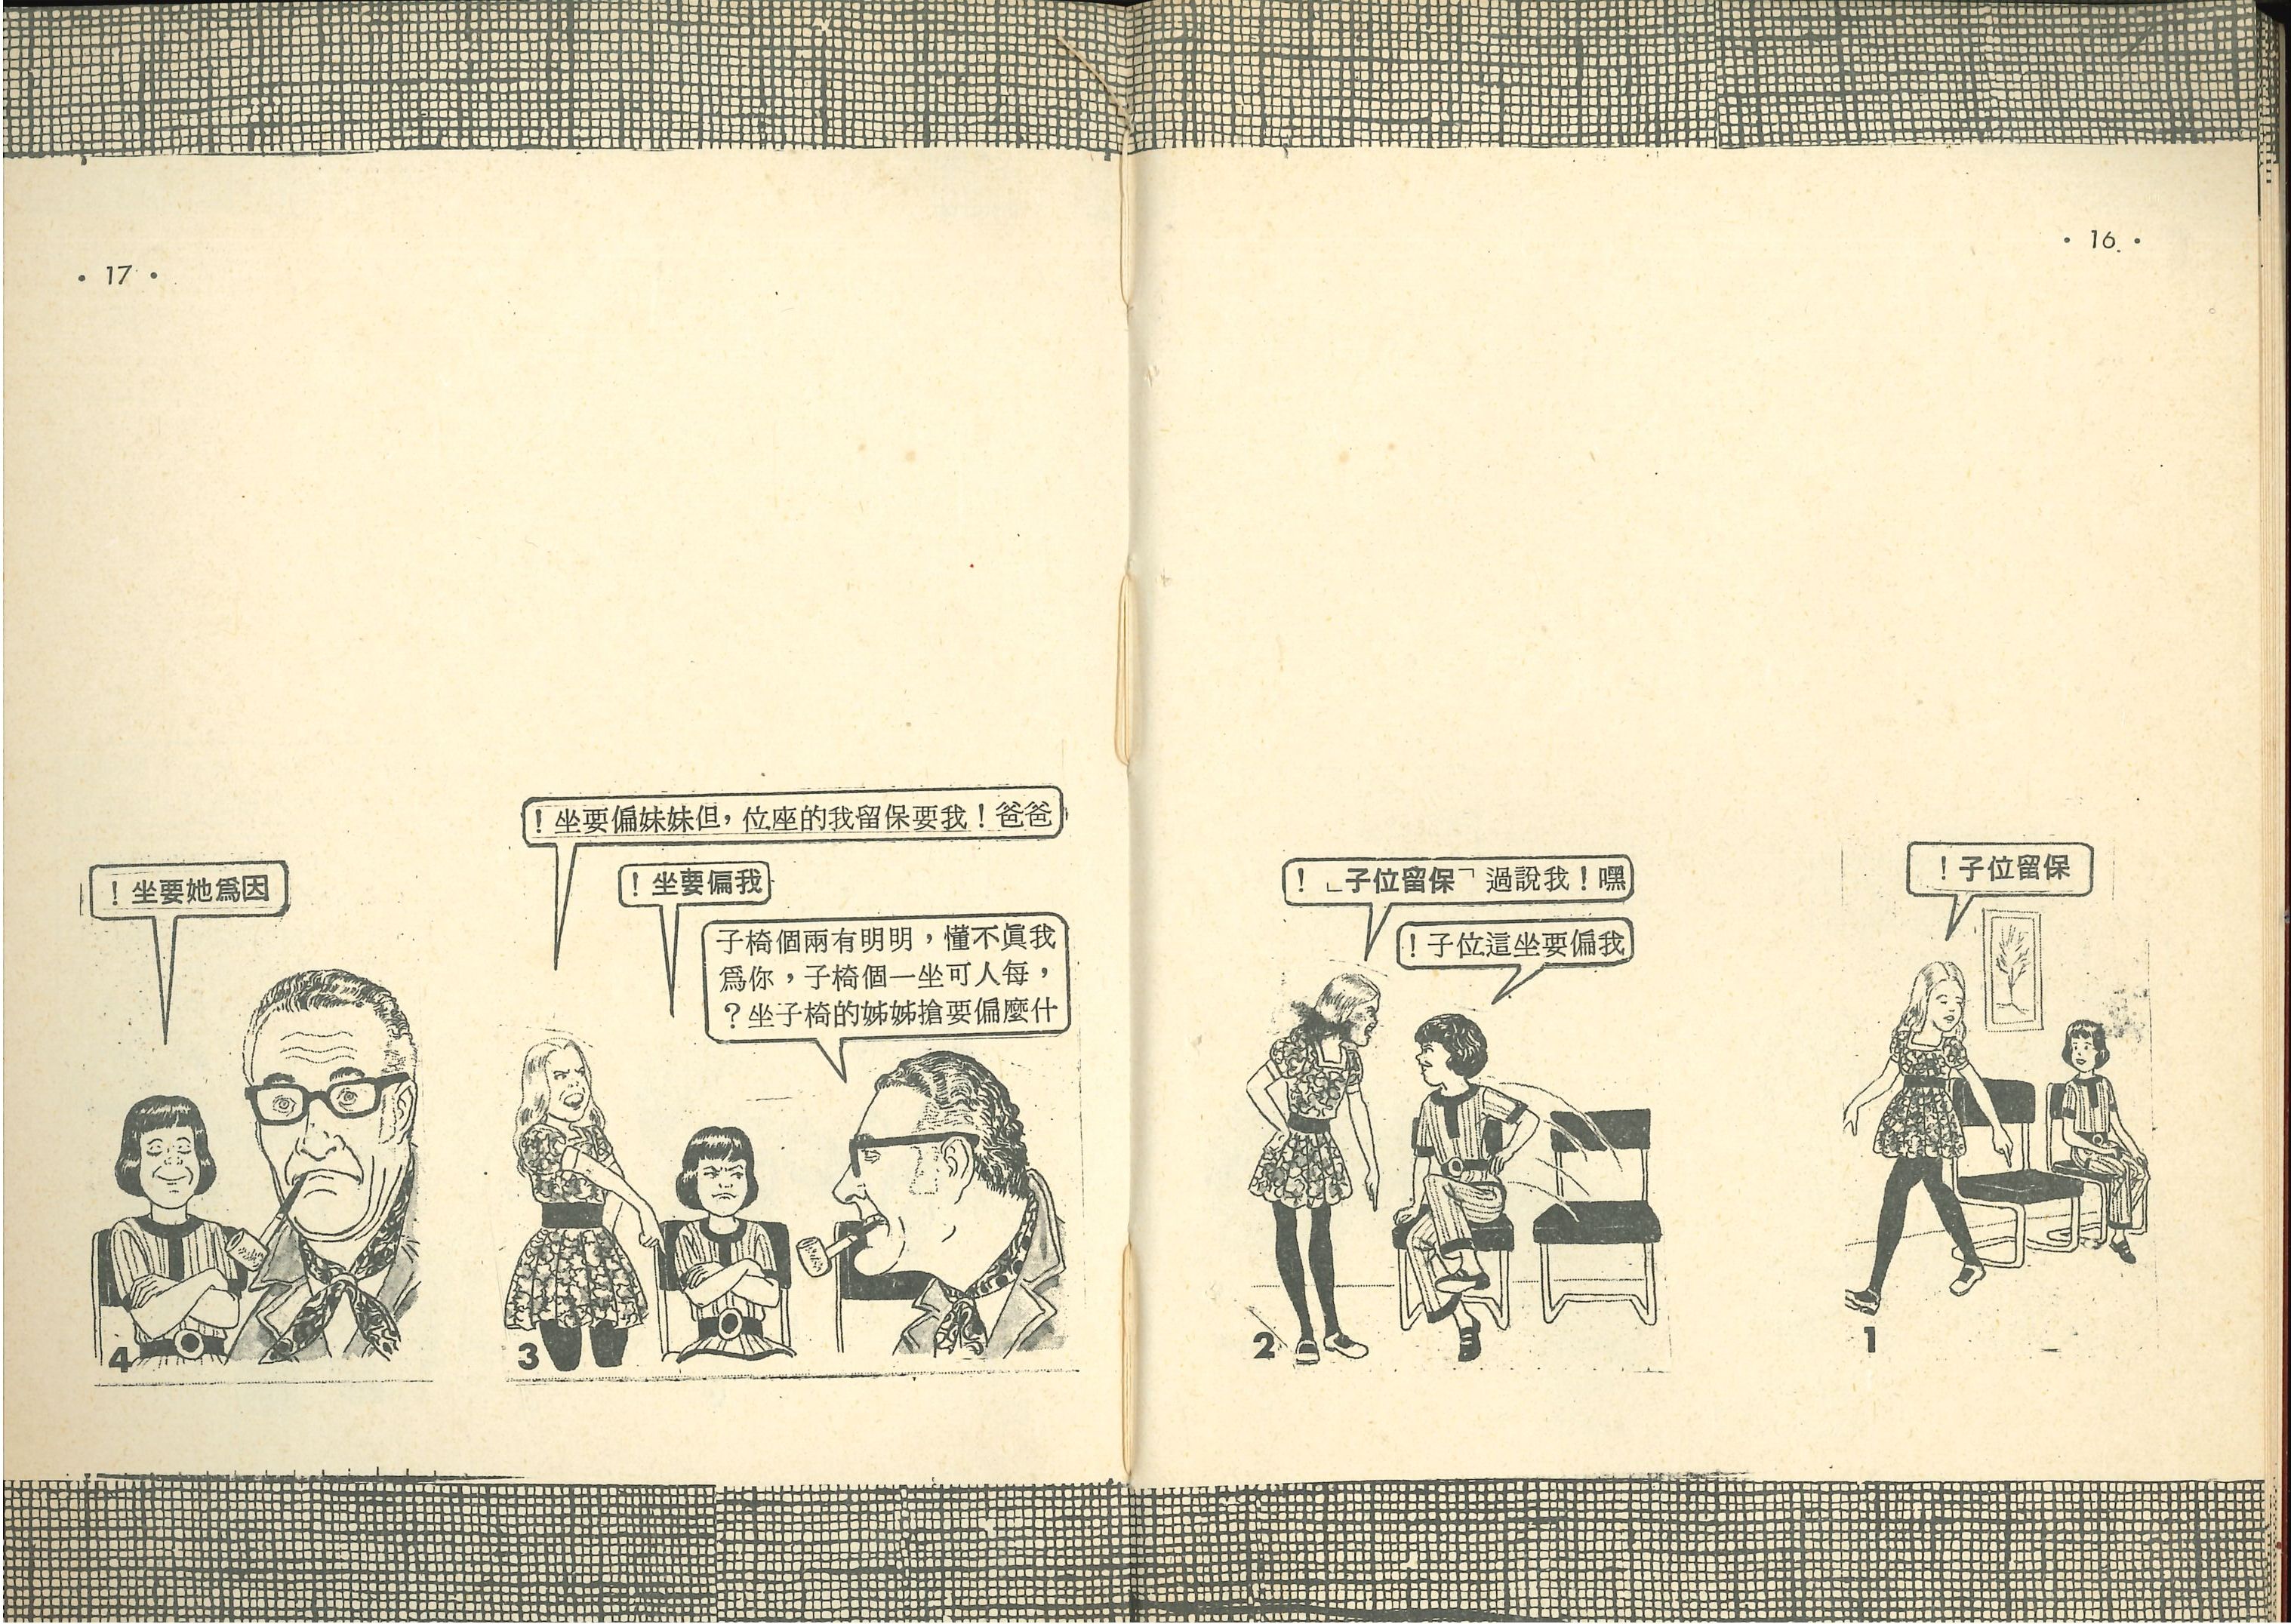 • 16 •
保留位子！
1
嘿！我說過「保留位子」！
我偏要坐這位子！
2
• 17 •
爸爸！我要保留我的座位，但妹妹偏要坐！
我偏要坐！
我眞不懂，明明有兩個椅子
，每人可坐一個椅子，你爲
什麼偏要搶姊姊的椅子坐？
3
因爲她要坐！
4